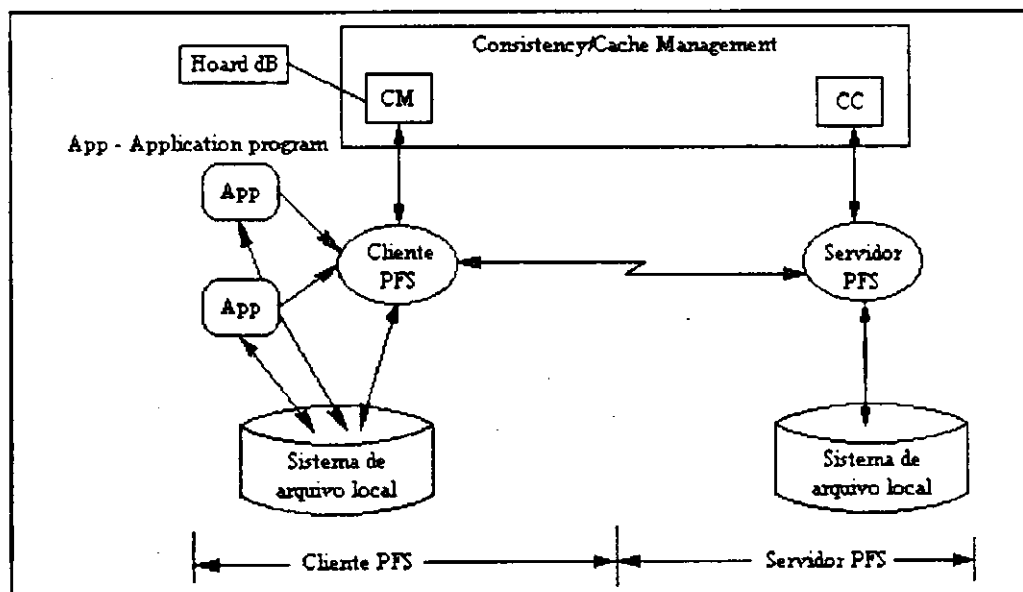 Consistency/Cache Management
Hoard dB
CM
CC
App - Application program
App
Cliente
PFS
Servidor
PFS
App
Sistema de
arquivo local
Sistema de
arquivo local
Cliente PFS
Servidor PFS